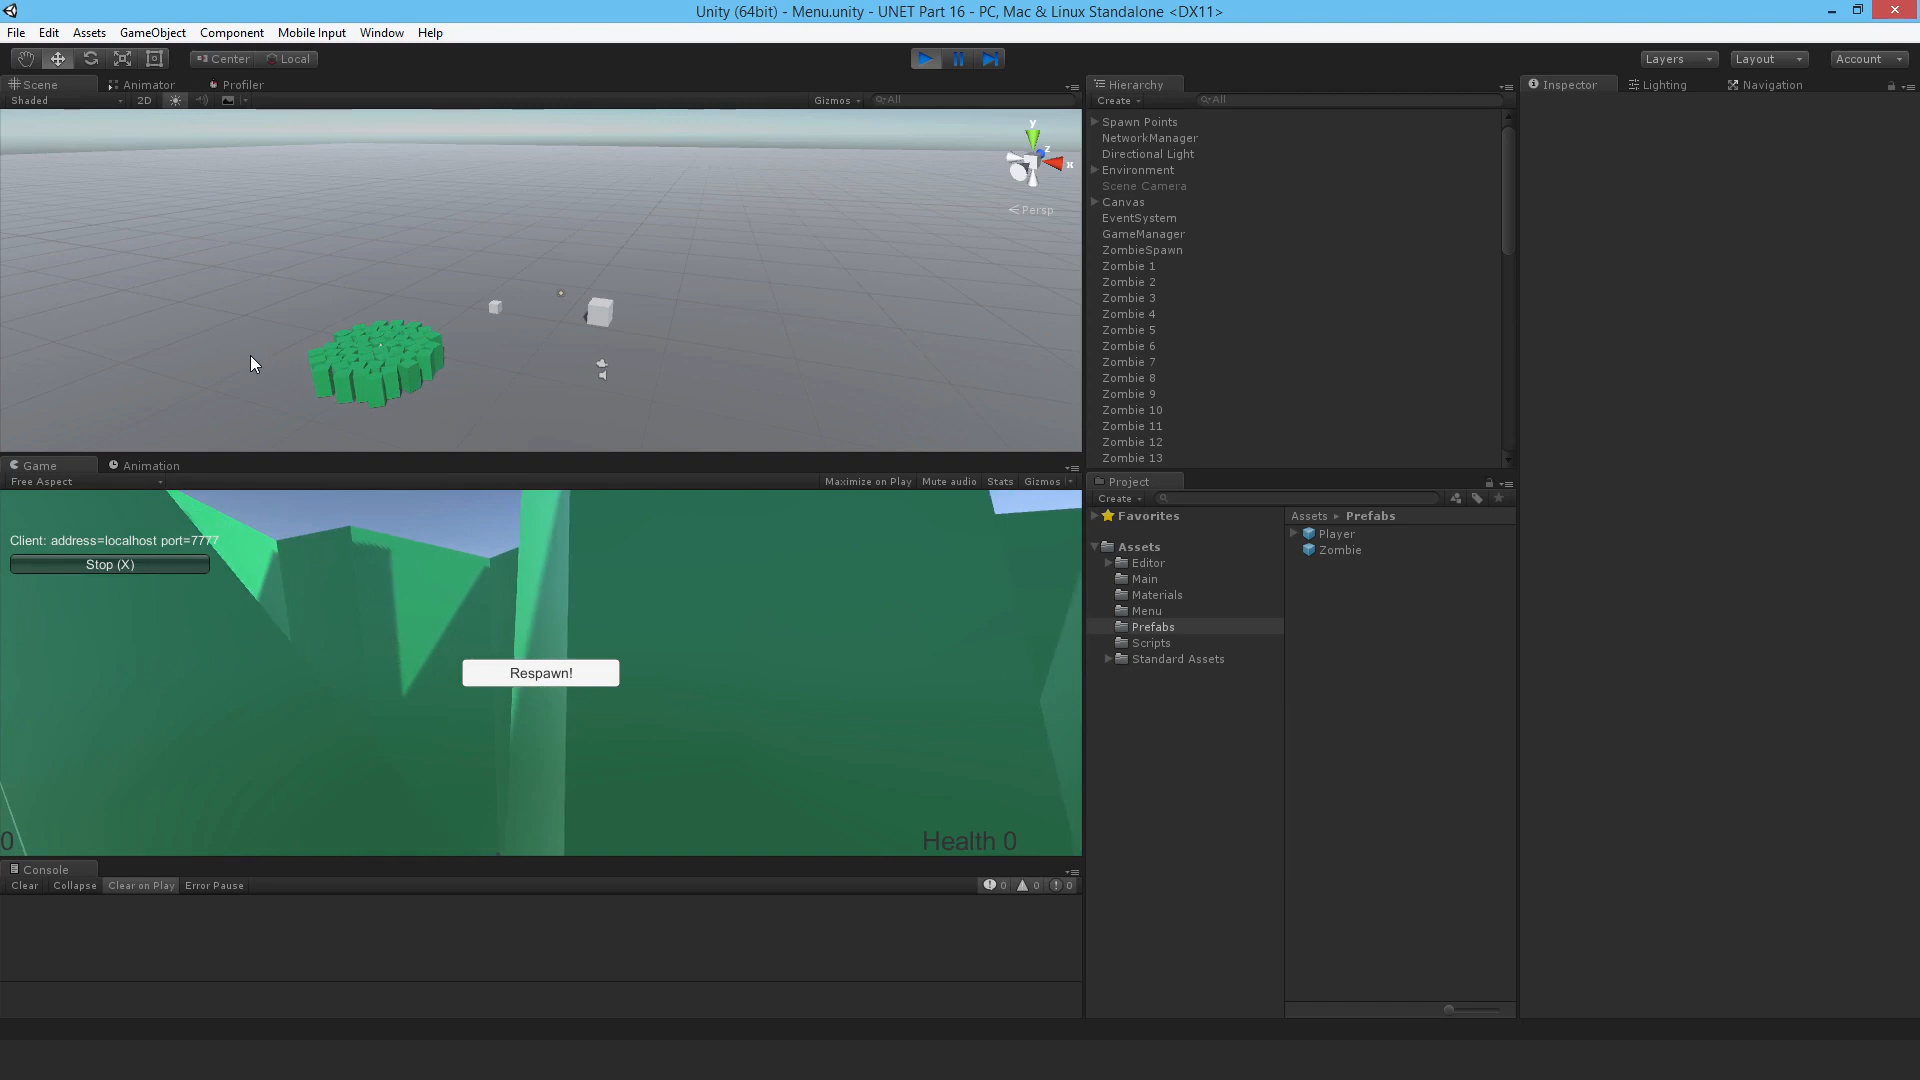 Unity (64bit) - Menu.unity - UNET Part 16 - PC, Mac & Linux Standalone <DX11>
File Edit Assets GameObject Component Mobile Input Window Help
Center Local Layers Layout Account
Scene Animator Profiler
Shaded 2D Gizmos All
y
z
x
Persp
Game Animation
Free Aspect Maximize on Play Mute audio Stats Gizmos
Client: address=localhost port=7777
Stop (X)
Respawn!
0 Health 0
Console
Clear Collapse Clear on Play Error Pause 0 0 0
Hierarchy
Create All
Spawn Points
NetworkManager
Directional Light
Environment
Scene Camera
Canvas
EventSystem
GameManager
ZombieSpawn
Zombie 1
Zombie 2
Zombie 3
Zombie 4
Zombie 5
Zombie 6
Zombie 7
Zombie 8
Zombie 9
Zombie 10
Zombie 11
Zombie 12
Zombie 13
Project
Create
Favorites
Assets
Editor
Main
Materials
Menu
Prefabs
Scripts
Standard Assets
Assets Prefabs
Player
Zombie
Inspector Lighting Navigation